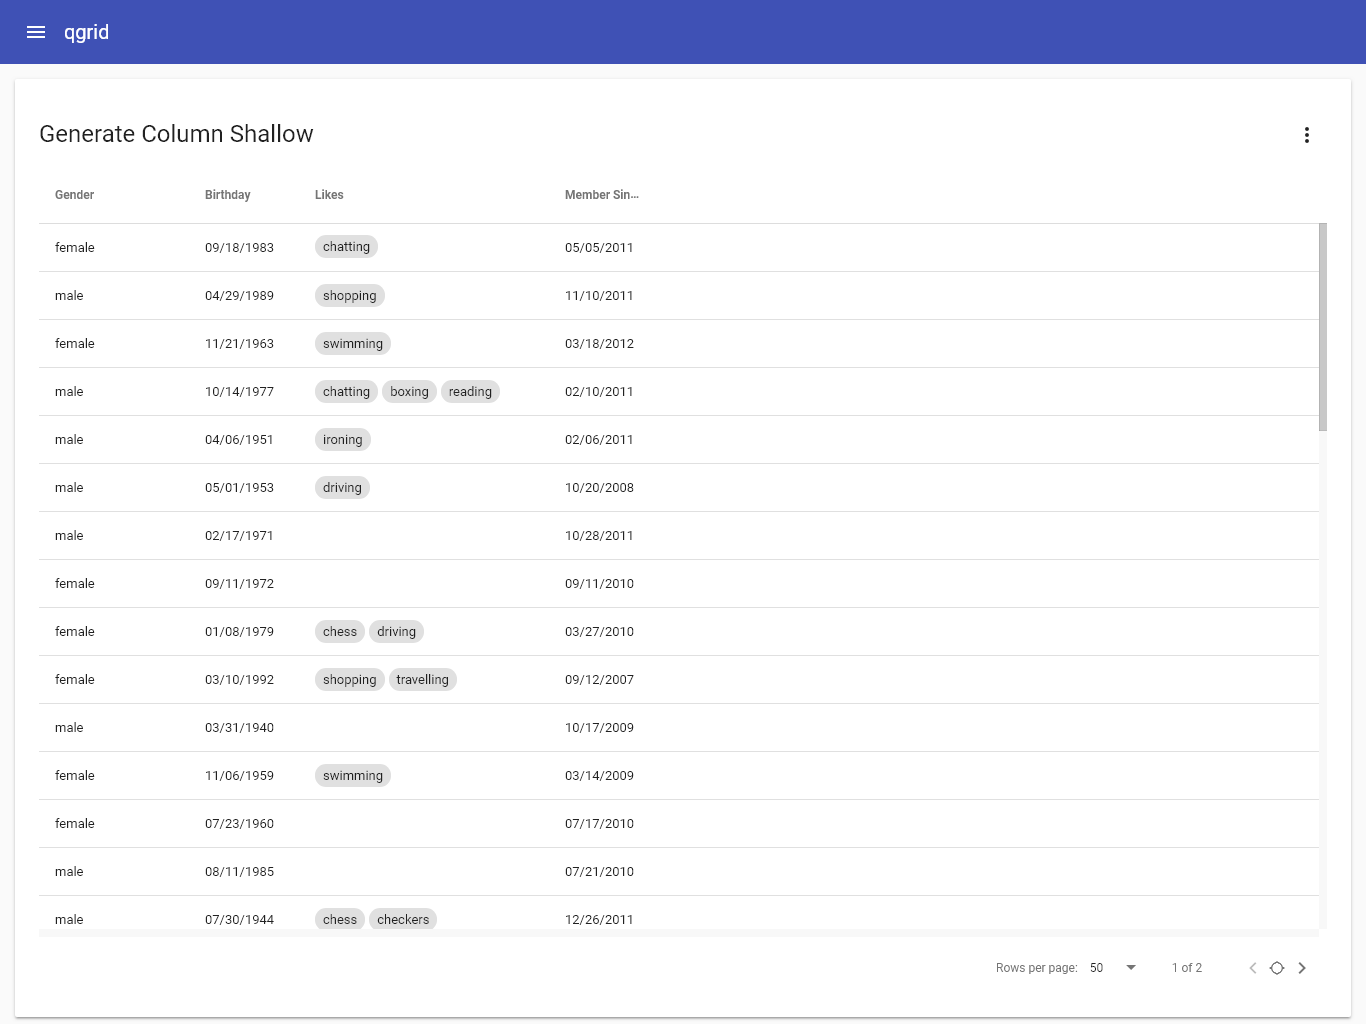 qgrid
Generate Column Shallow
Gender Birthday Likes Member Sin...
female 09/18/1983 chatting 05/05/2011
male 04/29/1989 shopping 11/10/2011
female 11/21/1963 swimming 03/18/2012
male 10/14/1977 chatting boxing reading 02/10/2011
male 04/06/1951 ironing 02/06/2011
male 05/01/1953 driving 10/20/2008
male 02/17/1971 10/28/2011
female 09/11/1972 09/11/2010
female 01/08/1979 chess driving 03/27/2010
female 03/10/1992 shopping travelling 09/12/2007
male 03/31/1940 10/17/2009
female 11/06/1959 swimming 03/14/2009
female 07/23/1960 07/17/2010
male 08/11/1985 07/21/2010
male 07/30/1944 chess checkers 12/26/2011
Rows per page: 50 1 of 2